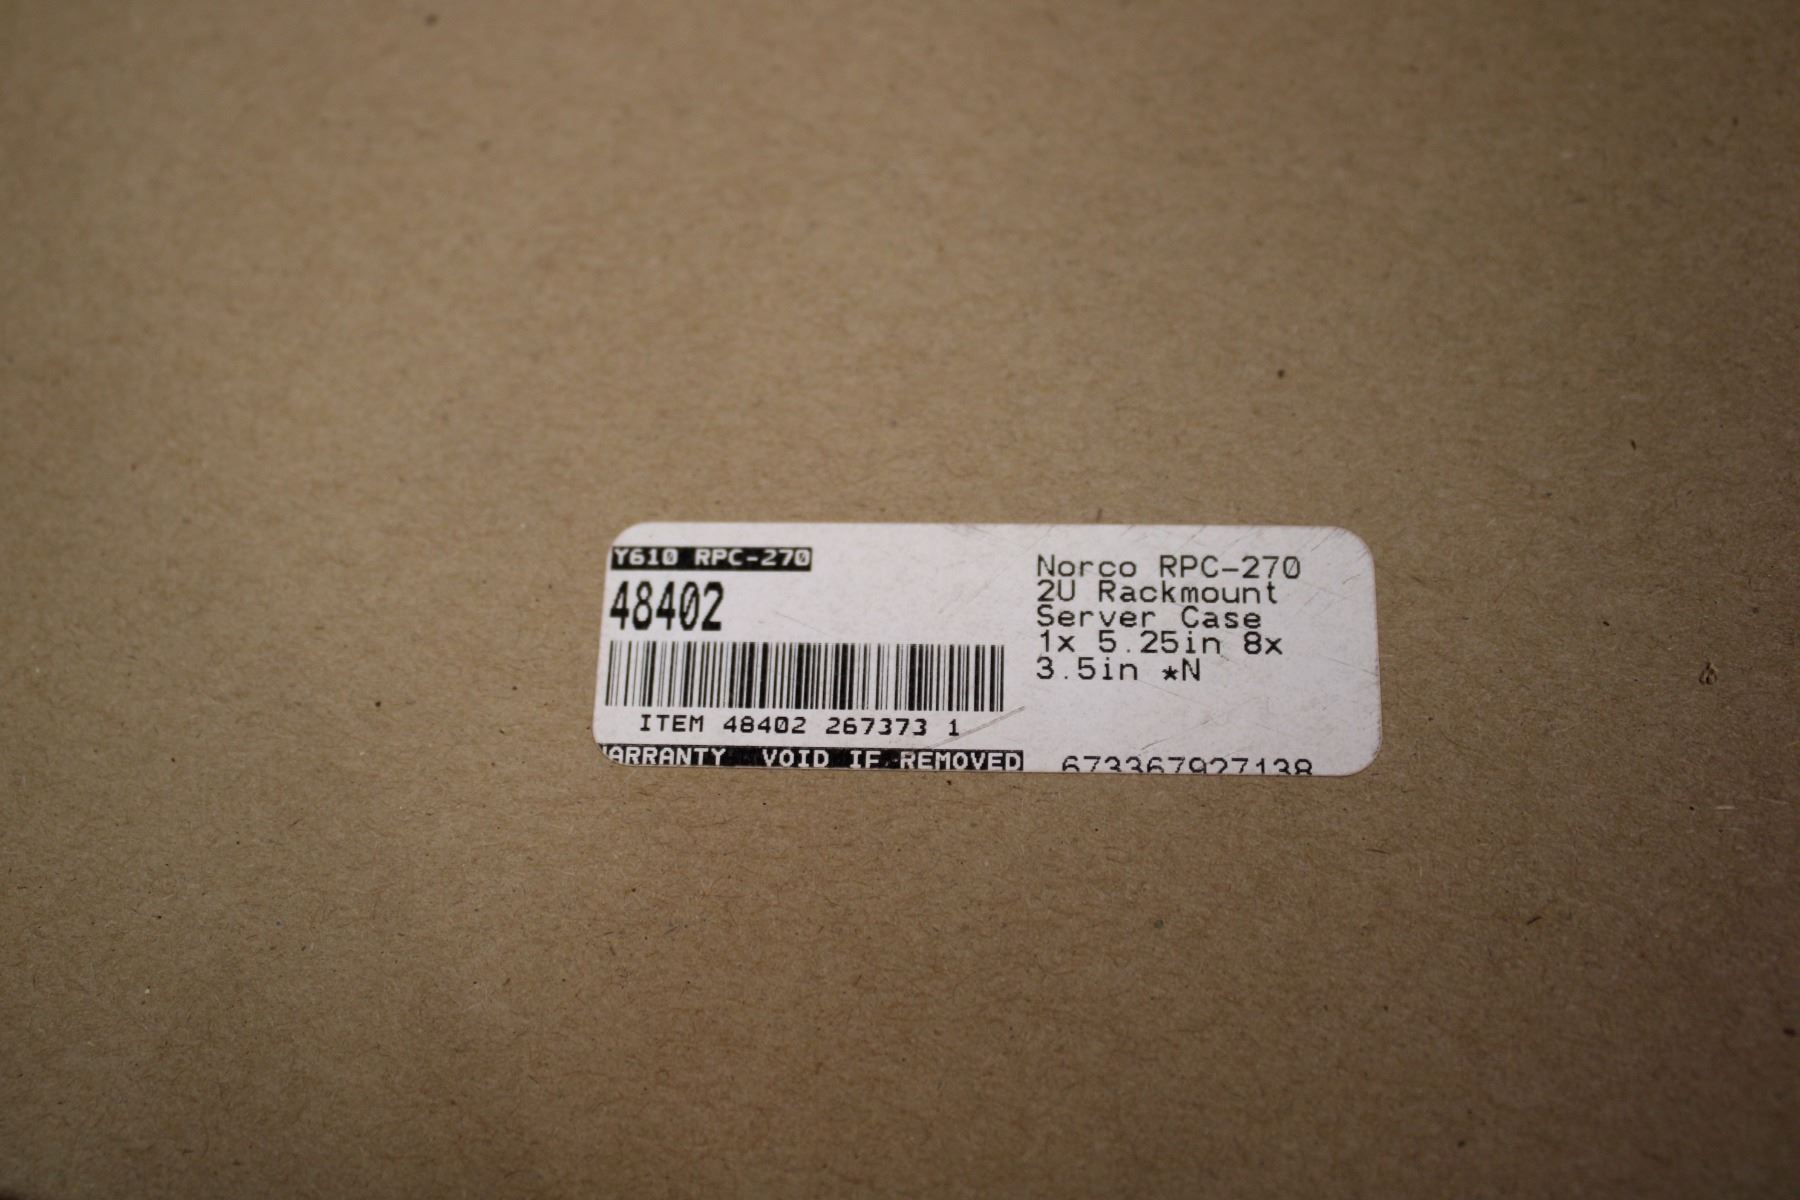 Y610 RPC-270
48402
ITEM 48402 267373 1
WARRANTY VOID IF REMOVED
Norco RPC-270
2U Rackmount
Server Case
1x 5.25in 8x
3.5in *N
673367927138